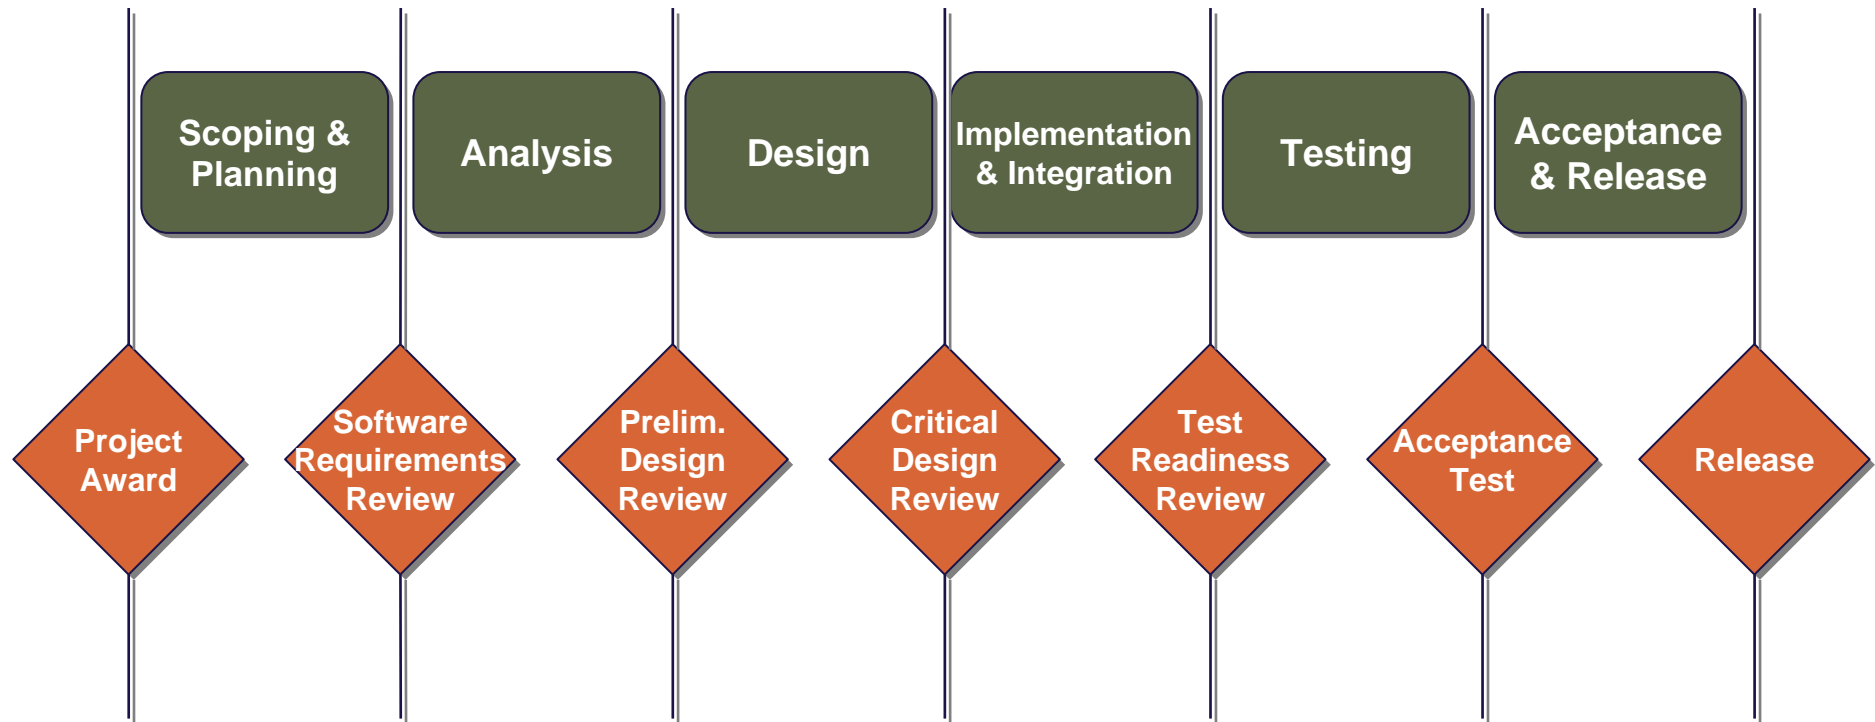 Scoping &
Planning
Analysis
Design
Implementation
& Integration
Testing
Acceptance
& Release
Project
Award
Software
Requirements
Review
Prelim.
Design
Review
Critical
Design
Review
Test
Readiness
Review
Acceptance
Test
Release